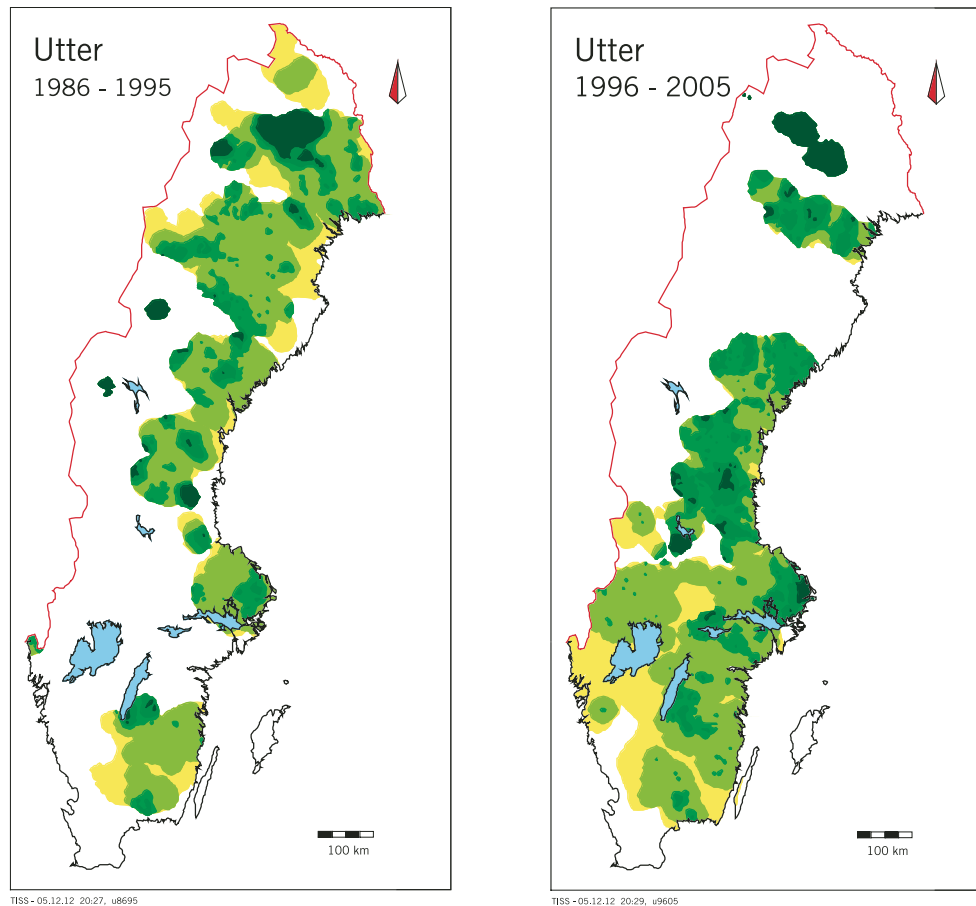 Utter
1986 - 1995
100 km
TISS - 05.12.12 20:27, u8695
Utter
1996 - 2005
100 km
TISS - 05.12.12 20:29, u9605